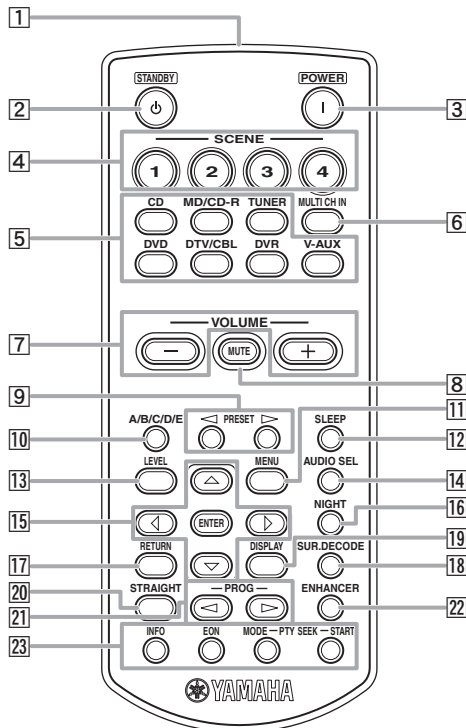 1
STANDBY POWER
2 3
SCENE
4 1 2 3 4
CD MD/CD-R TUNER MULTI CH IN
5 6
DVD DTV/CBL DVR V-AUX
VOLUME
7 MUTE
8
9 11
A/B/C/D/E PRESET SLEEP
10 12
LEVEL MENU AUDIO SEL
13 14
15 ENTER NIGHT 16
RETURN DISPLAY SUR.DECODE 19
17 18
20 STRAIGHT PROG ENHANCER
21 22
INFO EON MODE PTY SEEK START
23
YAMAHA